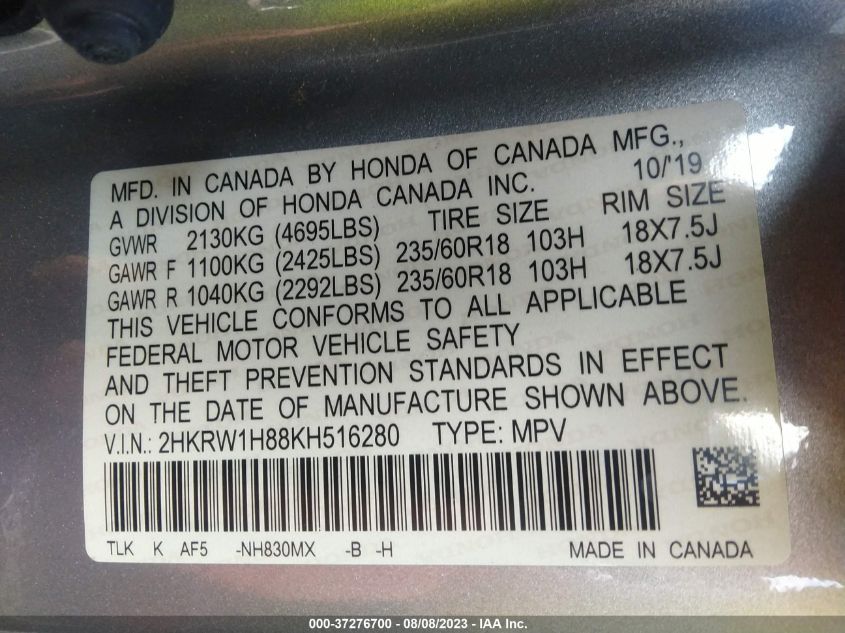 MFD. IN CANADA BY HONDA OF CANADA MFG.,
A DIVISION OF HONDA CANADA INC. 10/'19
GVWR 2130KG (4695LBS) TIRE SIZE RIM SIZE
GAWR F 1100KG (2425LBS) 235/60R18 103H 18X7.5J
GAWR R 1040KG (2292LBS) 235/60R18 103H 18X7.5J
THIS VEHICLE CONFORMS TO ALL APPLICABLE
FEDERAL MOTOR VEHICLE SAFETY
AND THEFT PREVENTION STANDARDS IN EFFECT
ON THE DATE OF MANUFACTURE SHOWN ABOVE.
V.I.N.: 2HKRW1H88KH516280 TYPE: MPV
TLK K AF5 -NH830MX -B -H MADE IN CANADA
000-37276700 - 08/08/2023 - IAA Inc.